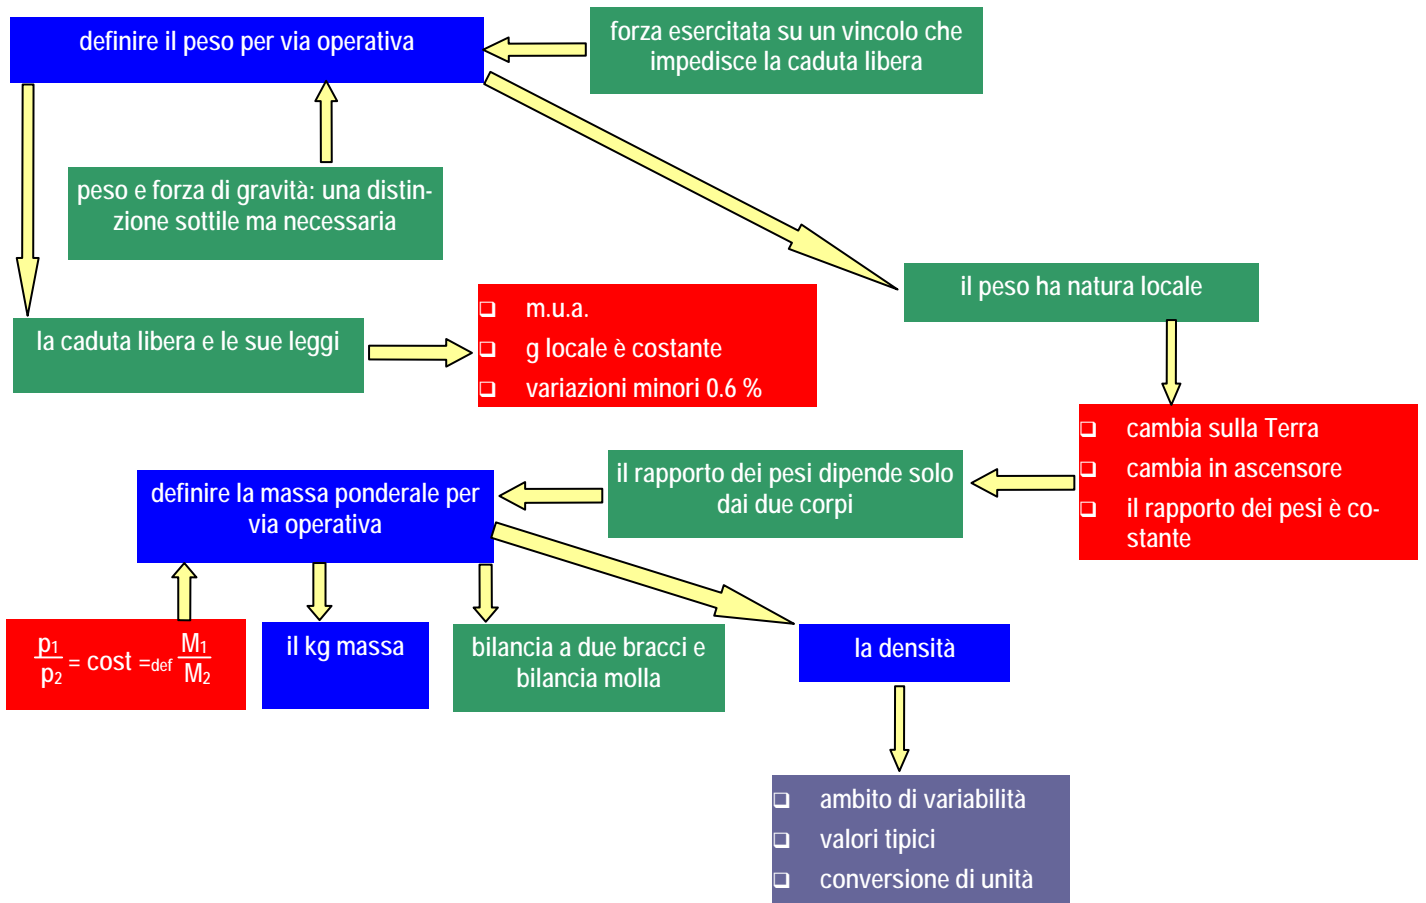 definire il peso per via operativa
forza esercitata su un vincolo che
impedisce la caduta libera
peso e forza di gravità: una distin-
zione sottile ma necessaria
il peso ha natura locale
la caduta libera e le sue leggi
❑ m.u.a.
❑ g locale è costante
❑ variazioni minori 0.6 %
❑ cambia sulla Terra
❑ cambia in ascensore
❑ il rapporto dei pesi è co-
stante
il rapporto dei pesi dipende solo
dai due corpi
definire la massa ponderale per
via operativa
p1/p2 = cost =def M1/M2
il kg massa
bilancia a due bracci e
bilancia molla
la densità
❑ ambito di variabilità
❑ valori tipici
❑ conversione di unità